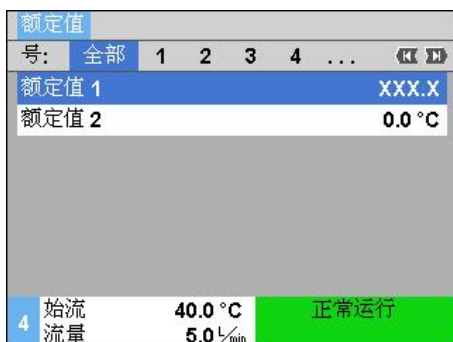 额定值
号: 全部 1 2 3 4 ...
额定值 1 XXX.X
额定值 2 0.0 °C
4 始流 40.0 °C 正常运行
流量 5.0 L/min